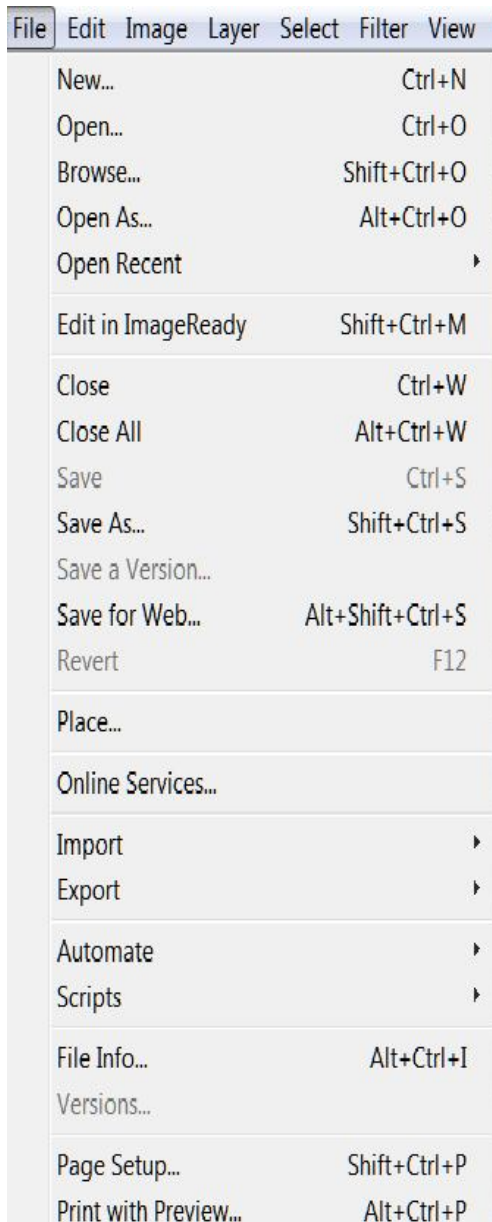 File Edit Image Layer Select Filter View
New... Ctrl+N
Open... Ctrl+O
Browse... Shift+Ctrl+O
Open As... Alt+Ctrl+O
Open Recent
Edit in ImageReady Shift+Ctrl+M
Close Ctrl+W
Close All Alt+Ctrl+W
Save Ctrl+S
Save As... Shift+Ctrl+S
Save a Version...
Save for Web... Alt+Shift+Ctrl+S
Revert F12
Place...
Online Services...
Import
Export
Automate
Scripts
File Info... Alt+Ctrl+I
Versions...
Page Setup... Shift+Ctrl+P
Print with Preview... Alt+Ctrl+P